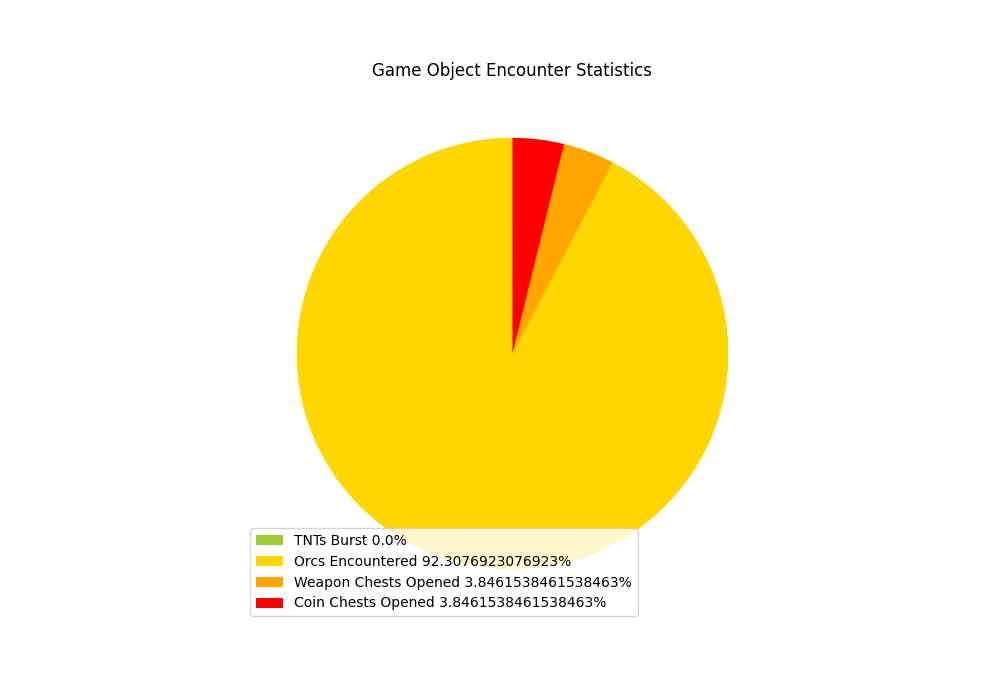 Game Object Encounter Statistics
TNTs Burst 0.0%
Orcs Encountered 92.3076923076923%
Weapon Chests Opened 3.8461538461538463%
Coin Chests Opened 3.8461538461538463%